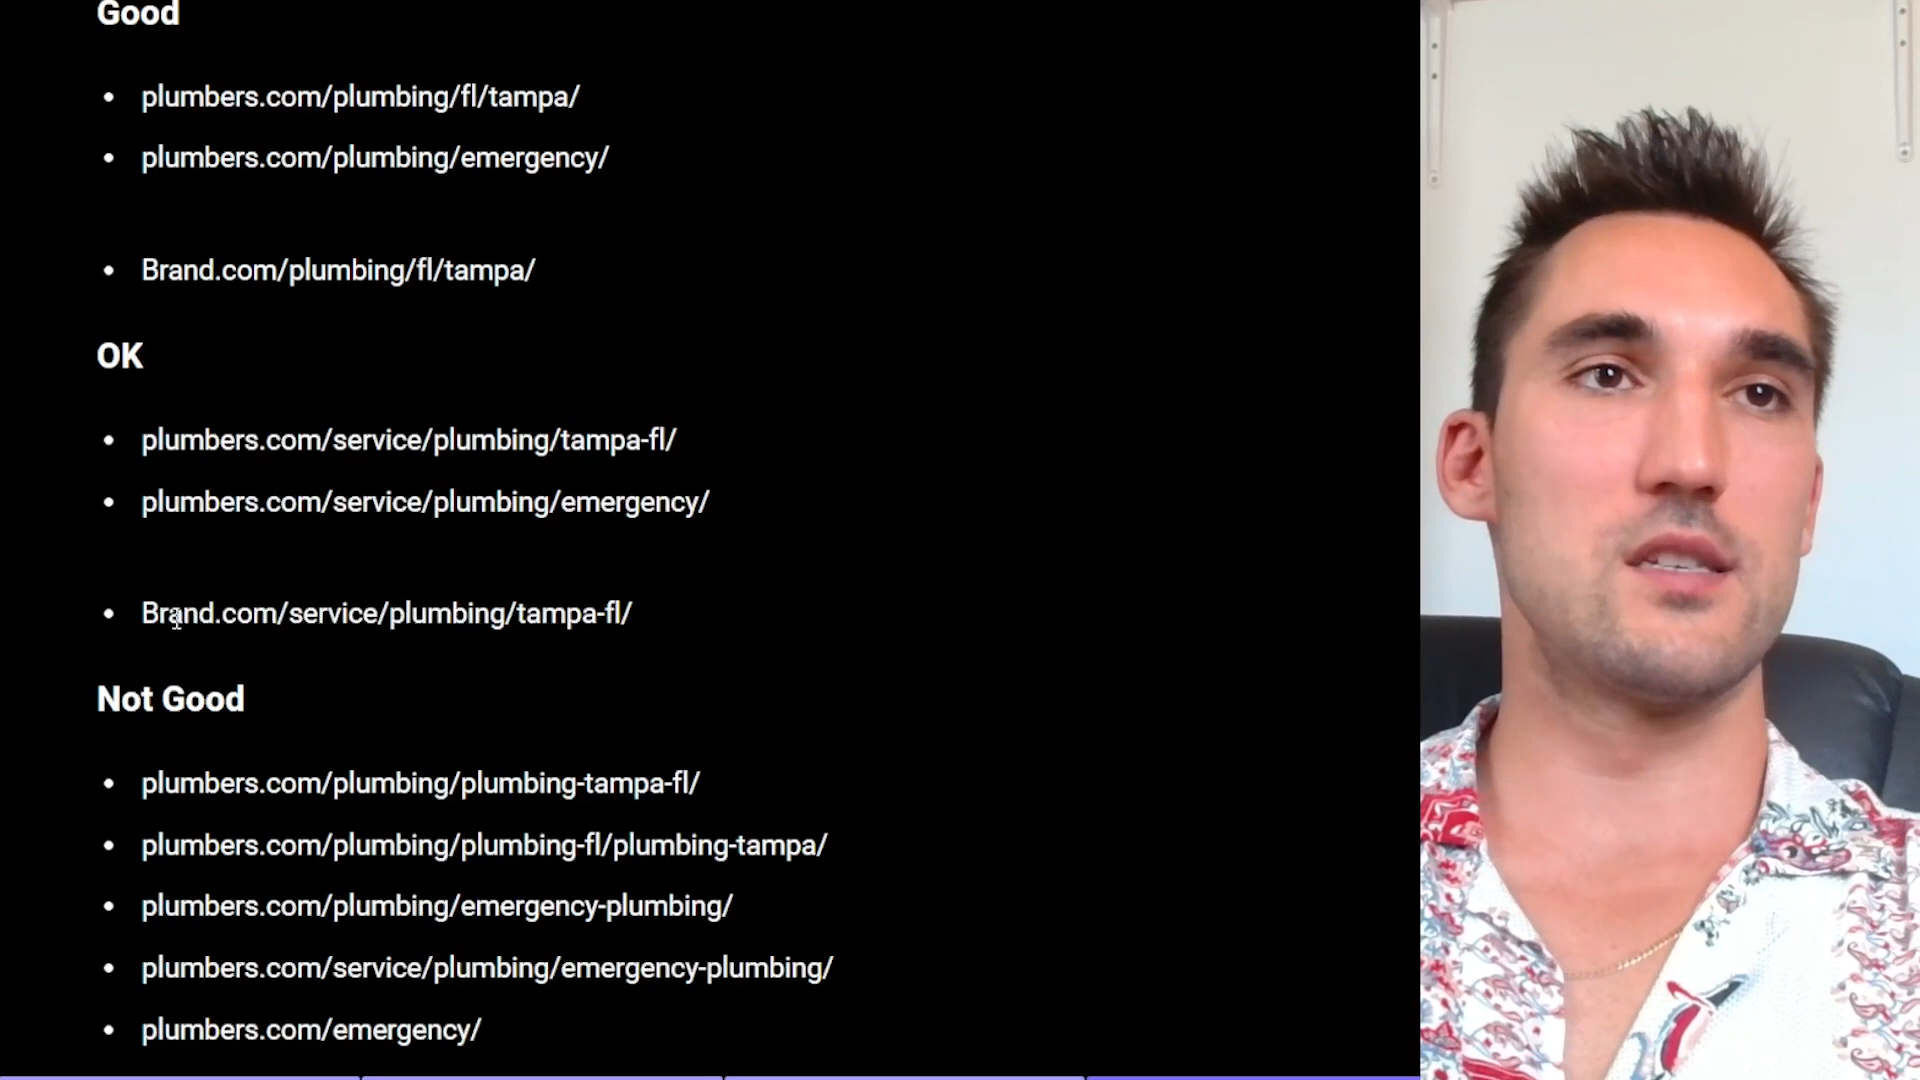 Good
plumbers.com/plumbing/fl/tampa/
plumbers.com/plumbing/emergency/
Brand.com/plumbing/fl/tampa/
OK
plumbers.com/service/plumbing/tampa-fl/
plumbers.com/service/plumbing/emergency/
Brand.com/service/plumbing/tampa-fl/
Not Good
plumbers.com/plumbing/plumbing-tampa-fl/
plumbers.com/plumbing/plumbing-fl/plumbing-tampa/
plumbers.com/plumbing/emergency-plumbing/
plumbers.com/service/plumbing/emergency-plumbing/
plumbers.com/emergency/